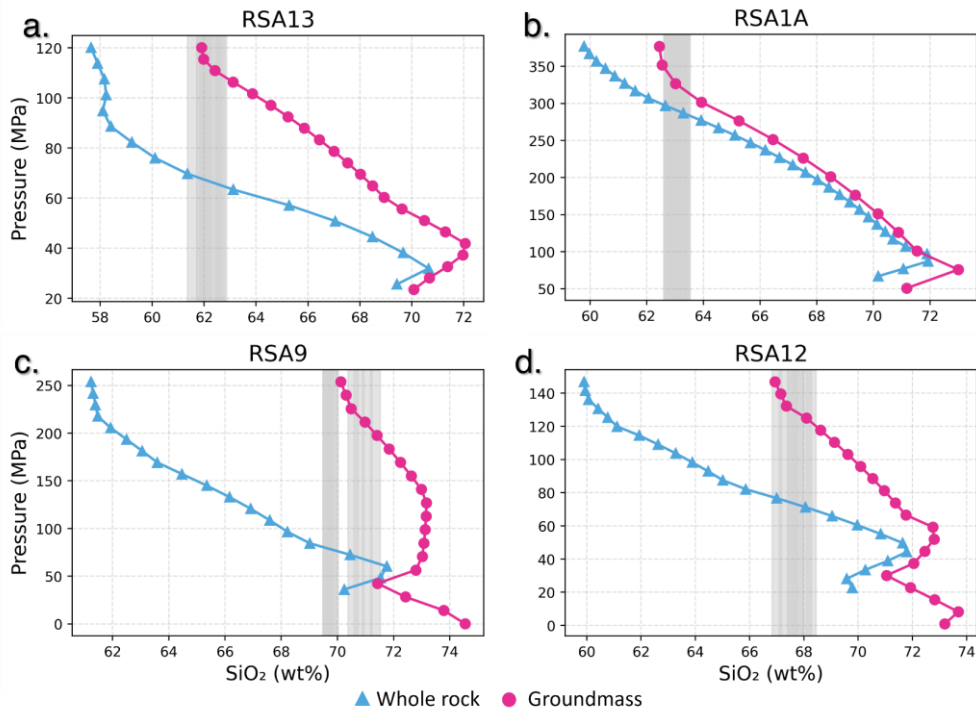 a.
RSA13
Pressure (MPa)
120
100
80
60
40
20
58 60 62 64 66 68 70 72
b.
RSA1A
350
300
250
200
150
100
50
60 62 64 66 68 70 72
c.
RSA9
Pressure (MPa)
250
200
150
100
50
0
62 64 66 68 70 72 74
SiO₂ (wt%)
d.
RSA12
140
120
100
80
60
40
20
0
60 62 64 66 68 70 72 74
SiO₂ (wt%)
Whole rock Groundmass